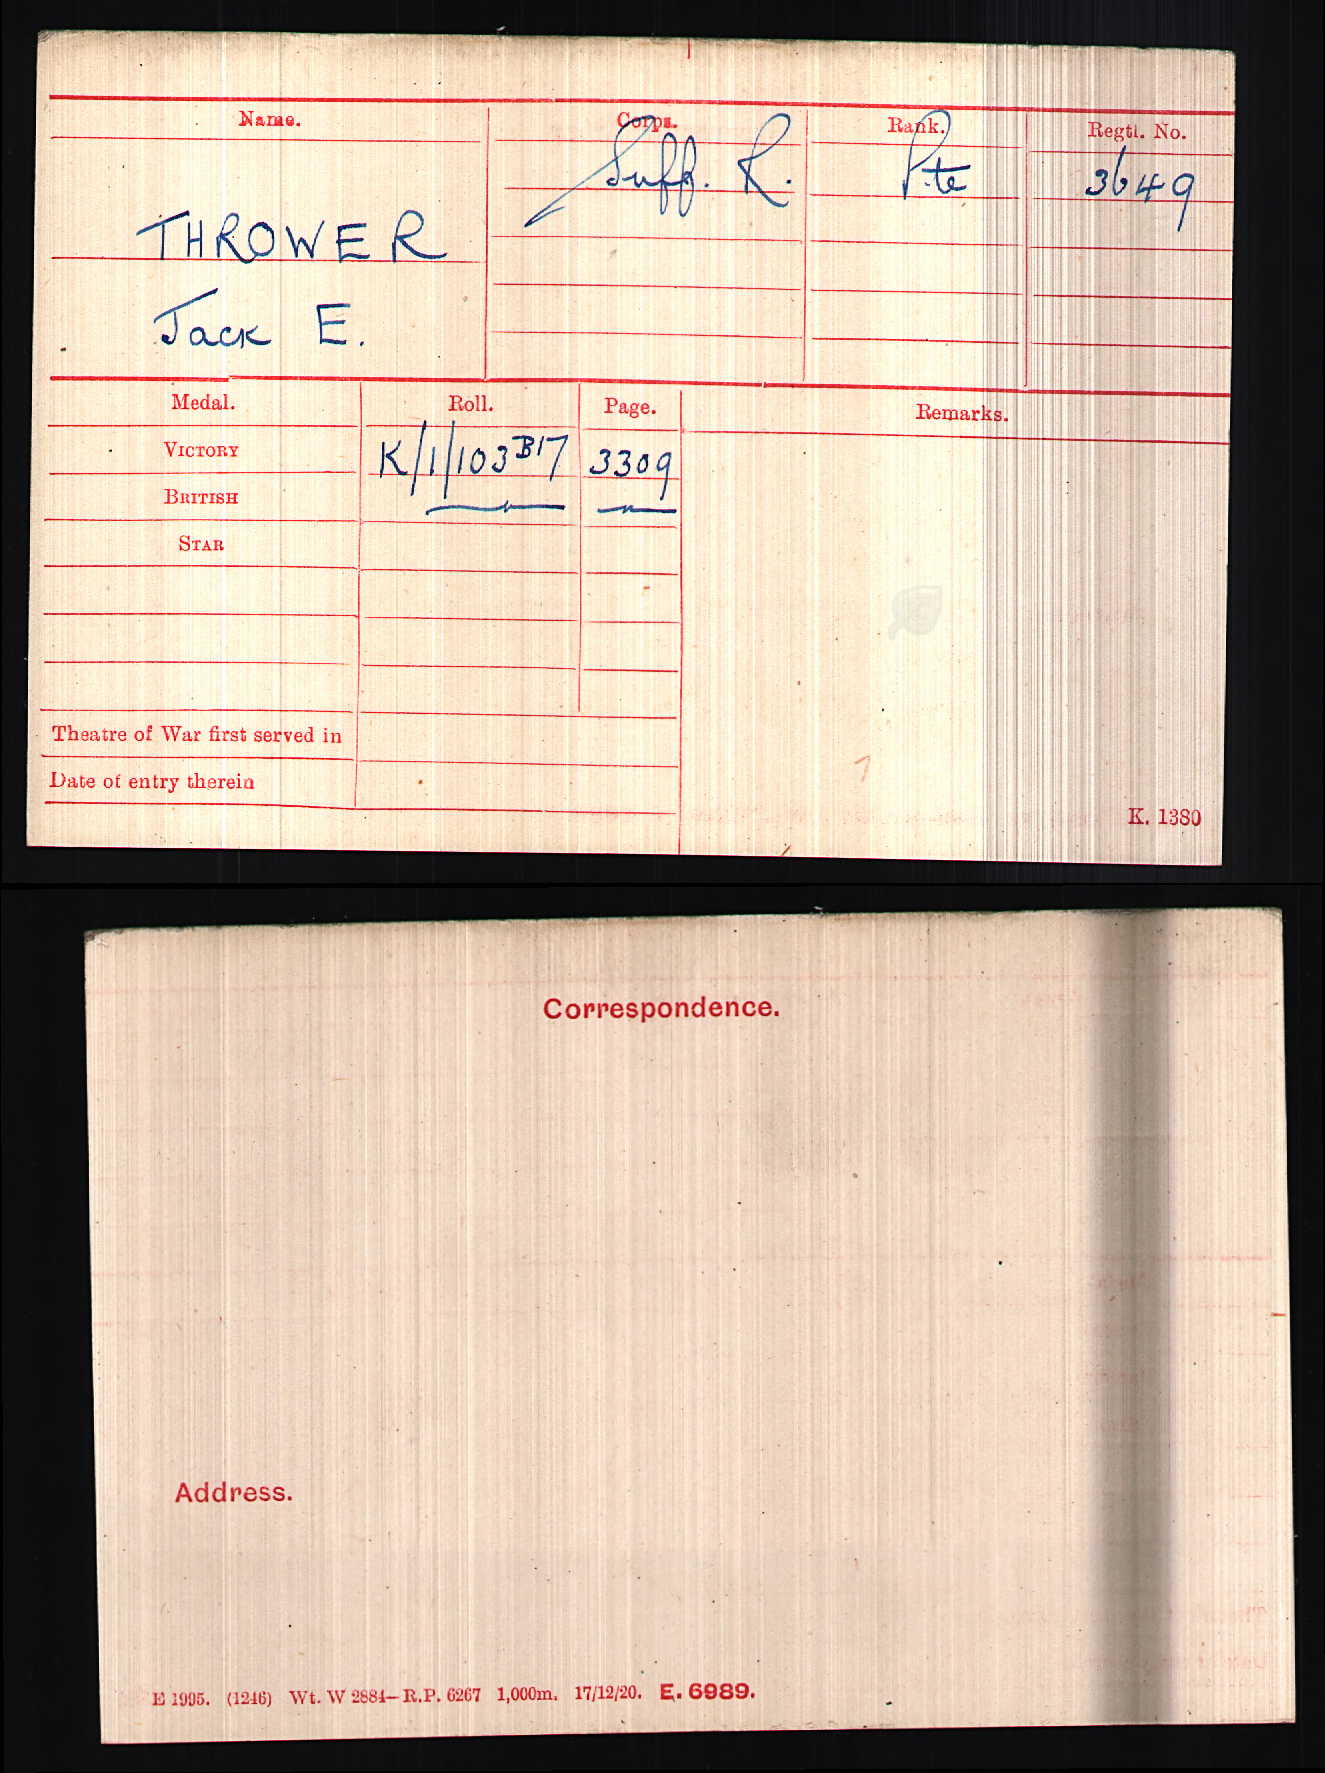 Name. Corps. Rank. Regtl. No.
Suff. R. Pte 3649
THROWER
Jack E.
Medal. Roll. Page. Remarks.
VICTORY K/1/103 B17 3309
BRITISH
STAR
Theatre of War first served in
Date of entry therein
K. 1380
Correspondence.
Address.
E 1995. (1246) Wt. W 2884—R.P. 6267 1,000m. 17/12/20. E. 6989.